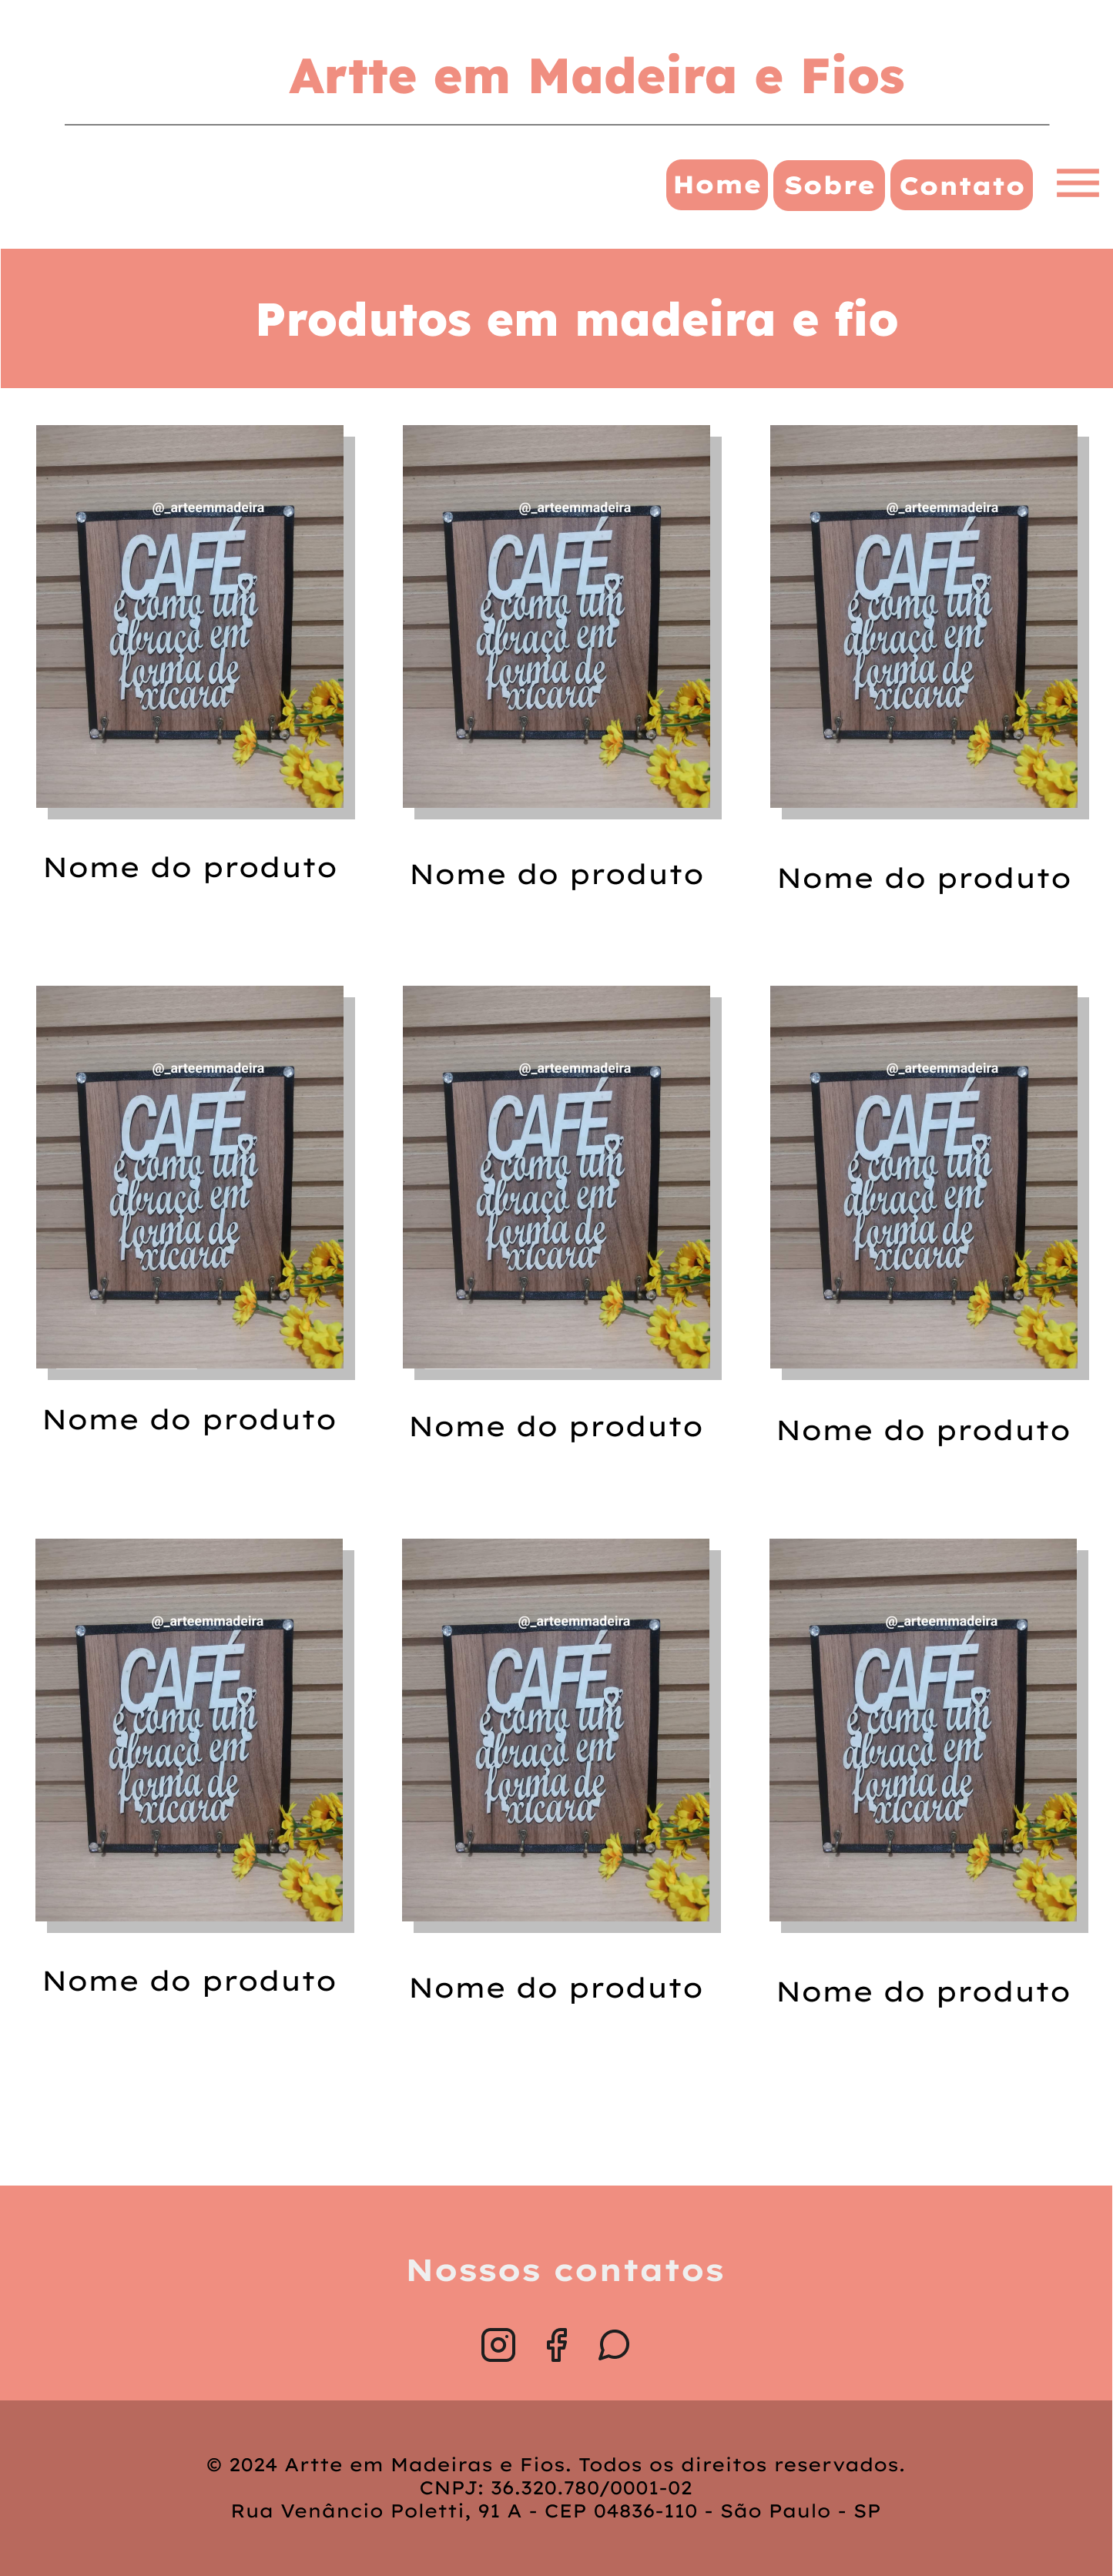 Artte em Madeira e Fios
Home Sobre Contato
Produtos em madeira e fio
@_arteemmadeira
CAFÉ
é como um
abraço em
forma de
xícara
@_arteemmadeira
CAFÉ
é como um
abraço em
forma de
xícara
@_arteemmadeira
CAFÉ
é como um
abraço em
forma de
xícara
Nome do produto
Nome do produto
Nome do produto
@_arteemmadeira
CAFÉ
é como um
abraço em
forma de
xícara
@_arteemmadeira
CAFÉ
é como um
abraço em
forma de
xícara
@_arteemmadeira
CAFÉ
é como um
abraço em
forma de
xícara
Nome do produto
Nome do produto
Nome do produto
@_arteemmadeira
CAFÉ
é como um
abraço em
forma de
xícara
@_arteemmadeira
CAFÉ
é como um
abraço em
forma de
xícara
@_arteemmadeira
CAFÉ
é como um
abraço em
forma de
xícara
Nome do produto
Nome do produto
Nome do produto
Nossos contatos
© 2024 Artte em Madeiras e Fios. Todos os direitos reservados.
CNPJ: 36.320.780/0001-02
Rua Venâncio Poletti, 91 A - CEP 04836-110 - São Paulo - SP